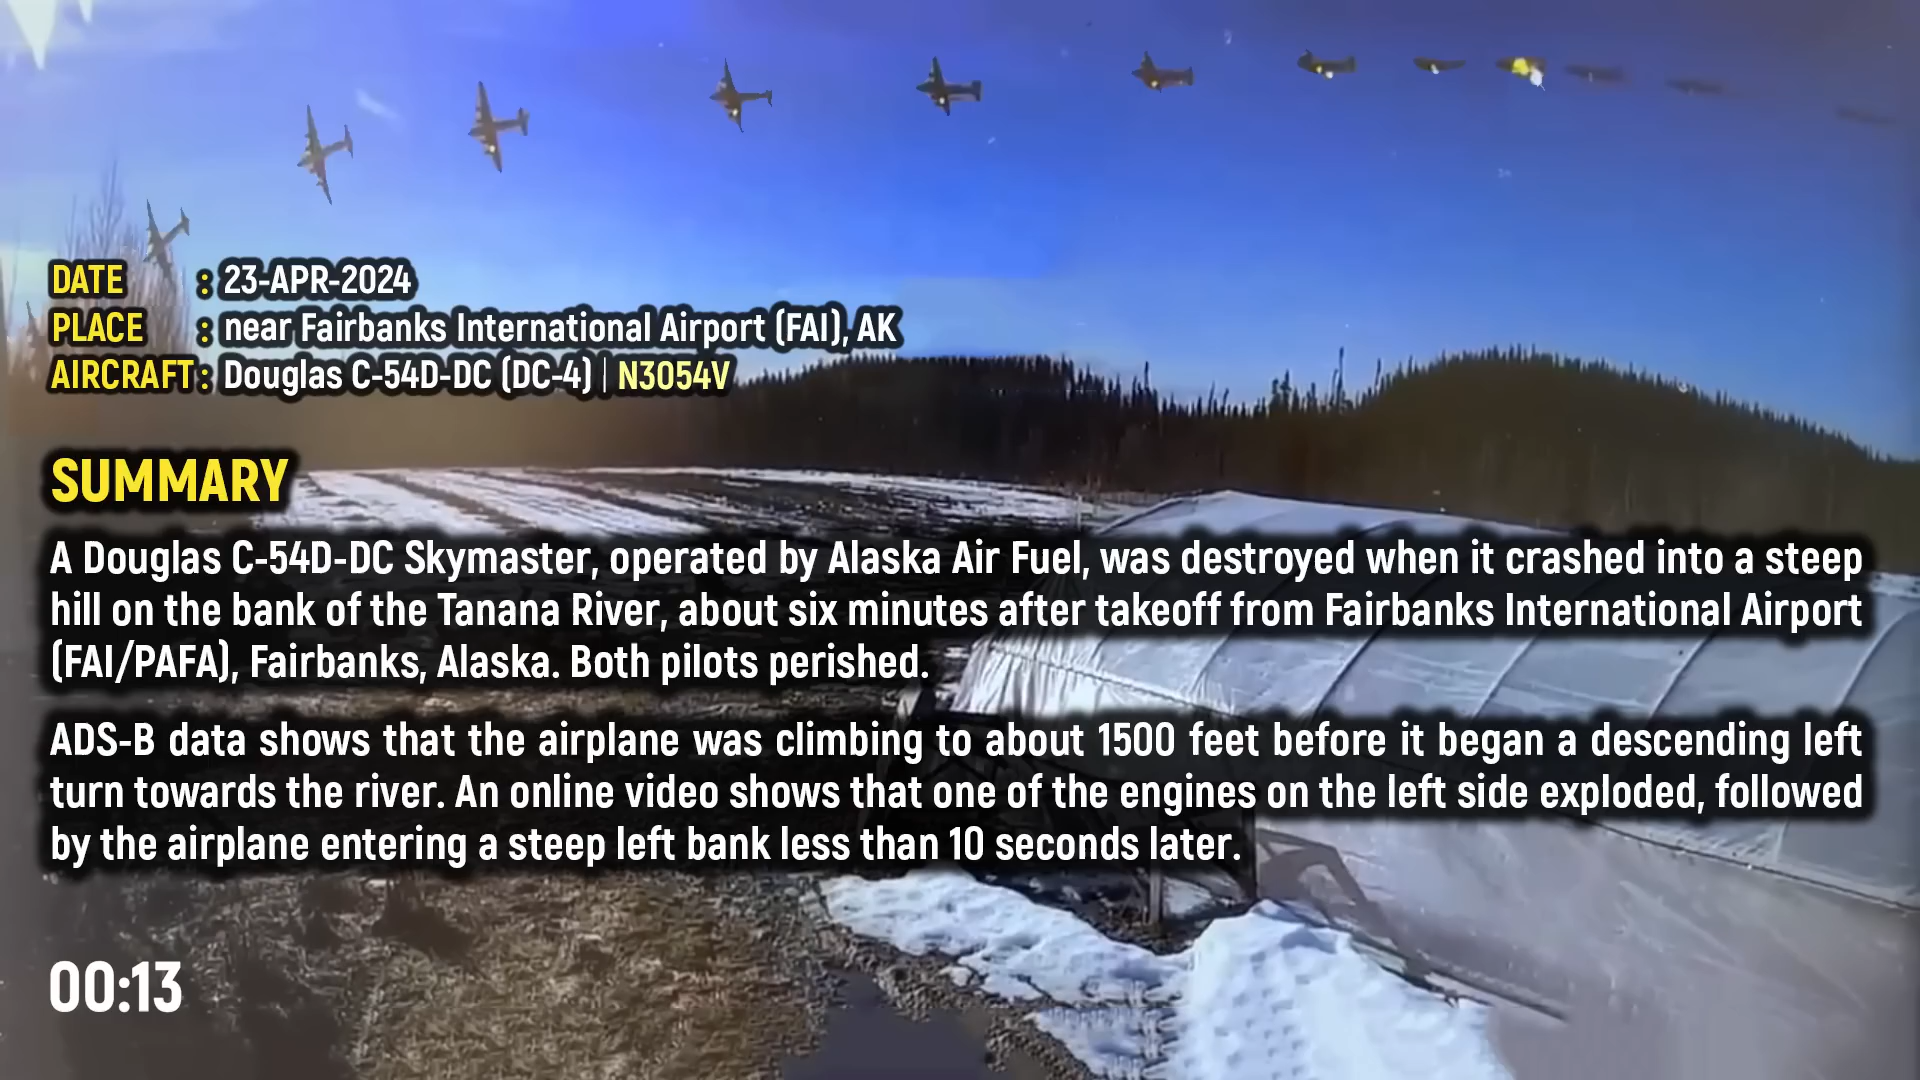 DATE : 23-APR-2024
PLACE : near Fairbanks International Airport (FAI), AK
AIRCRAFT : Douglas C-54D-DC (DC-4) | N3054V
SUMMARY
A Douglas C-54D-DC Skymaster, operated by Alaska Air Fuel, was destroyed when it crashed into a steep
hill on the bank of the Tanana River, about six minutes after takeoff from Fairbanks International Airport
(FAI/PAFA), Fairbanks, Alaska. Both pilots perished.
ADS-B data shows that the airplane was climbing to about 1500 feet before it began a descending left
turn towards the river. An online video shows that one of the engines on the left side exploded, followed
by the airplane entering a steep left bank less than 10 seconds later.
00:13